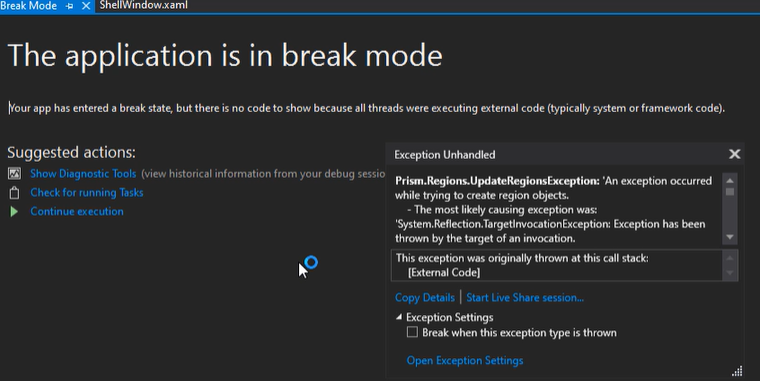 Break Mode
ShellWindow.xaml
The application is in break mode
Your app has entered a break state, but there is no code to show because all threads were executing external code (typically system or framework code).
Suggested actions:
Show Diagnostic Tools (view historical information from your debug sessio
Check for running Tasks
Continue execution
Exception Unhandled
Prism.Regions.UpdateRegionsException: 'An exception occurred
while trying to create region objects.
- The most likely causing exception was:
'System.Reflection.TargetInvocationException: Exception has been
thrown by the target of an invocation.
This exception was originally thrown at this call stack:
[External Code]
Copy Details | Start Live Share session...
Exception Settings
Break when this exception type is thrown
Open Exception Settings